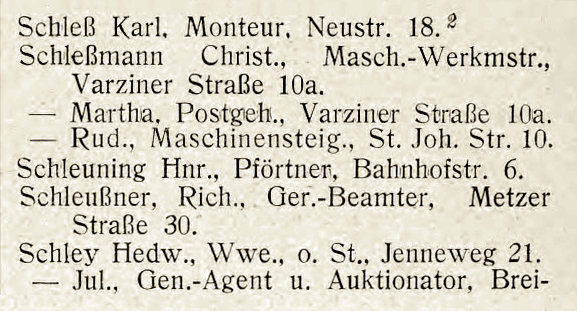 Schleß Karl, Monteur, Neustr. 18.²
Schleßmann Christ., Masch.-Werkmstr.,
Varziner Straße 10a.
— Martha, Postgeh., Varziner Straße 10a.
— Rud., Maschinensteig., St. Joh. Str. 10.
Schleuning Hnr., Pförtner, Bahnhofstr. 6.
Schleußner, Rich., Ger.-Beamter, Metzer
Straße 30.
Schley Hedw., Wwe., o. St., Jenneweg 21.
— Jul., Gen.-Agent u. Auktionator, Brei-